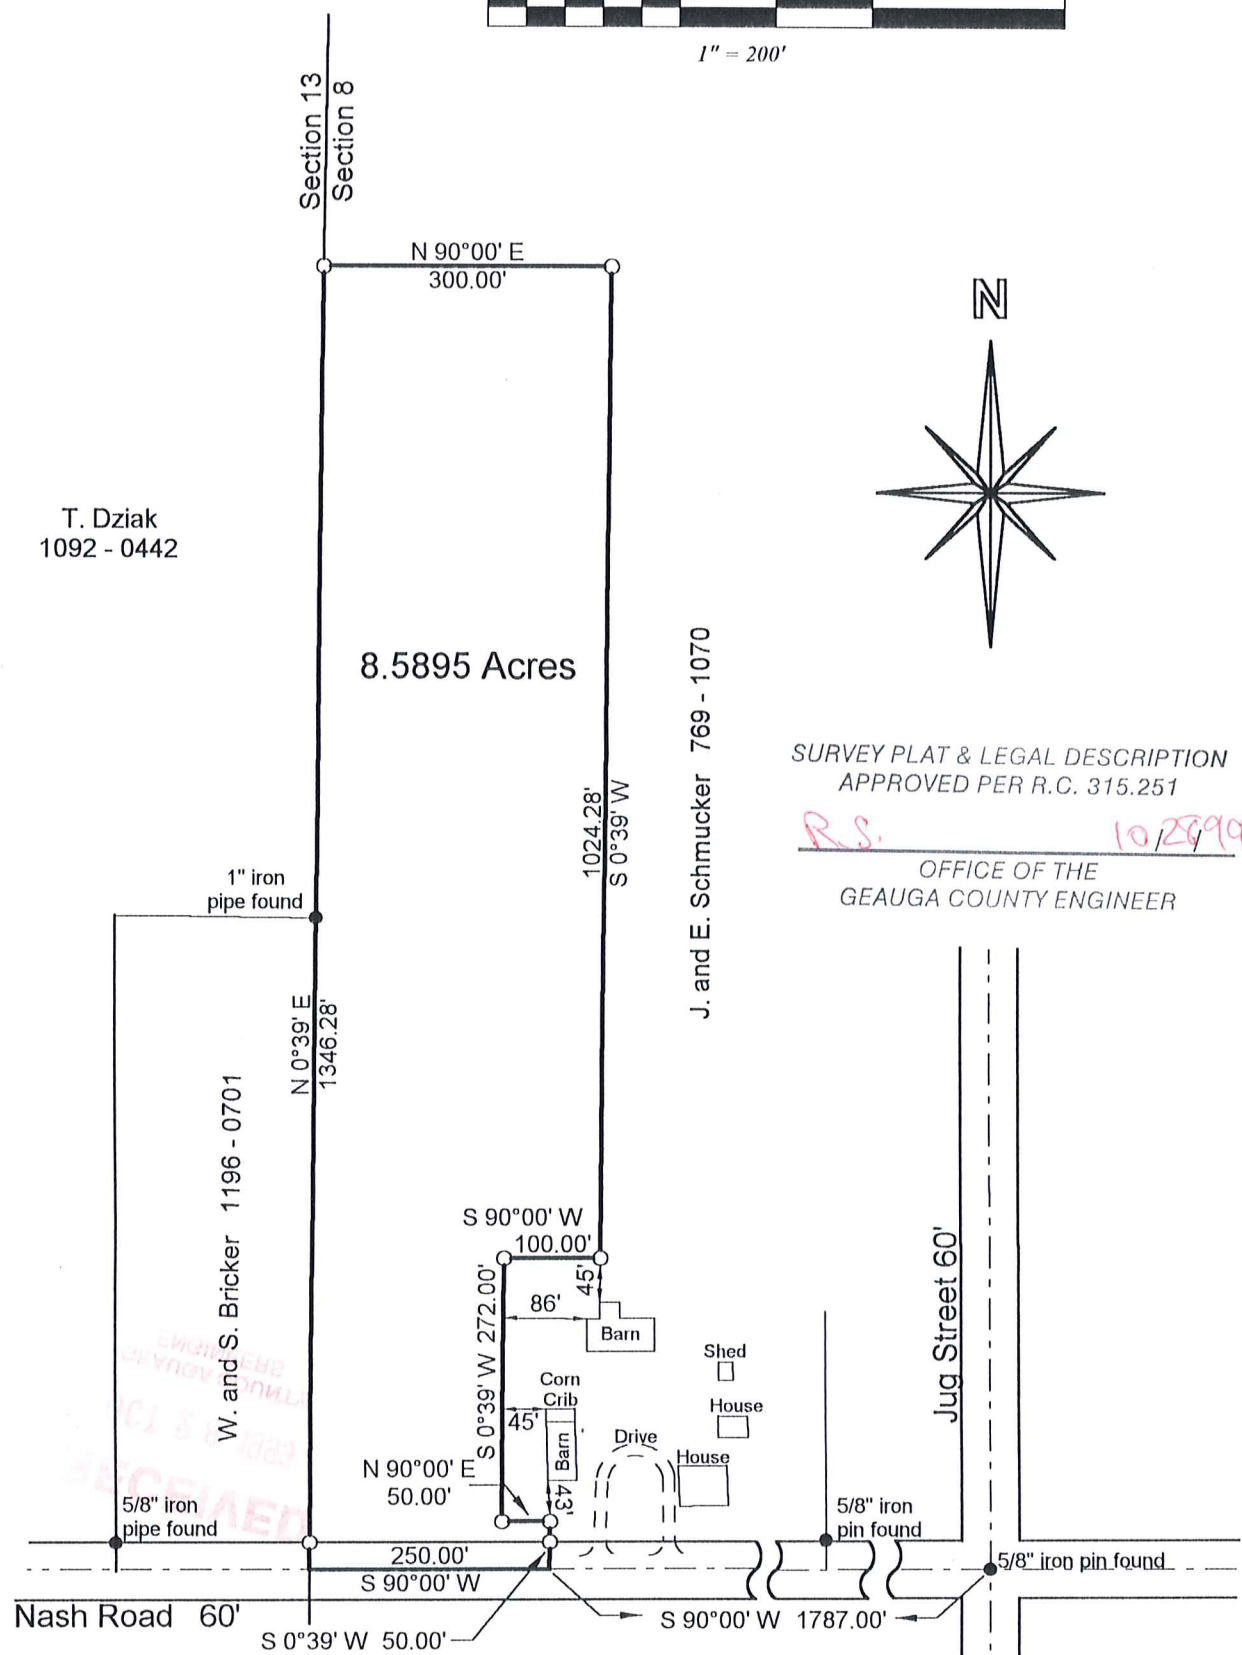 1" = 200'
Section 13
Section 8
N 90°00' E
300.00'
N
T. Dziak
1092 - 0442
8.5895 Acres
J. and E. Schmucker 769 - 1070
1024.28'
S 0°39' W
SURVEY PLAT & LEGAL DESCRIPTION
APPROVED PER R.C. 315.251
R.S.
OFFICE OF THE
GEAUGA COUNTY ENGINEER
1" iron
pipe found
N 0°39' E
1346.28'
W. and S. Bricker 1196 - 0701
S 90°00' W
100.00'
45'
S 0°39' W 272.00'
86'
Barn
Shed
Corn
Crib
House
45'
Barn
Drive
House
N 90°00' E
50.00'
43'
RECEIVED
GEAUGA COUNTY
ENGINEERS
5/8" iron
pipe found
5/8" iron
pin found
Jug Street 60'
5/8" iron pin found
250.00'
S 90°00' W
Nash Road 60'
S 90°00' W 1787.00'
S 0°39' W 50.00'